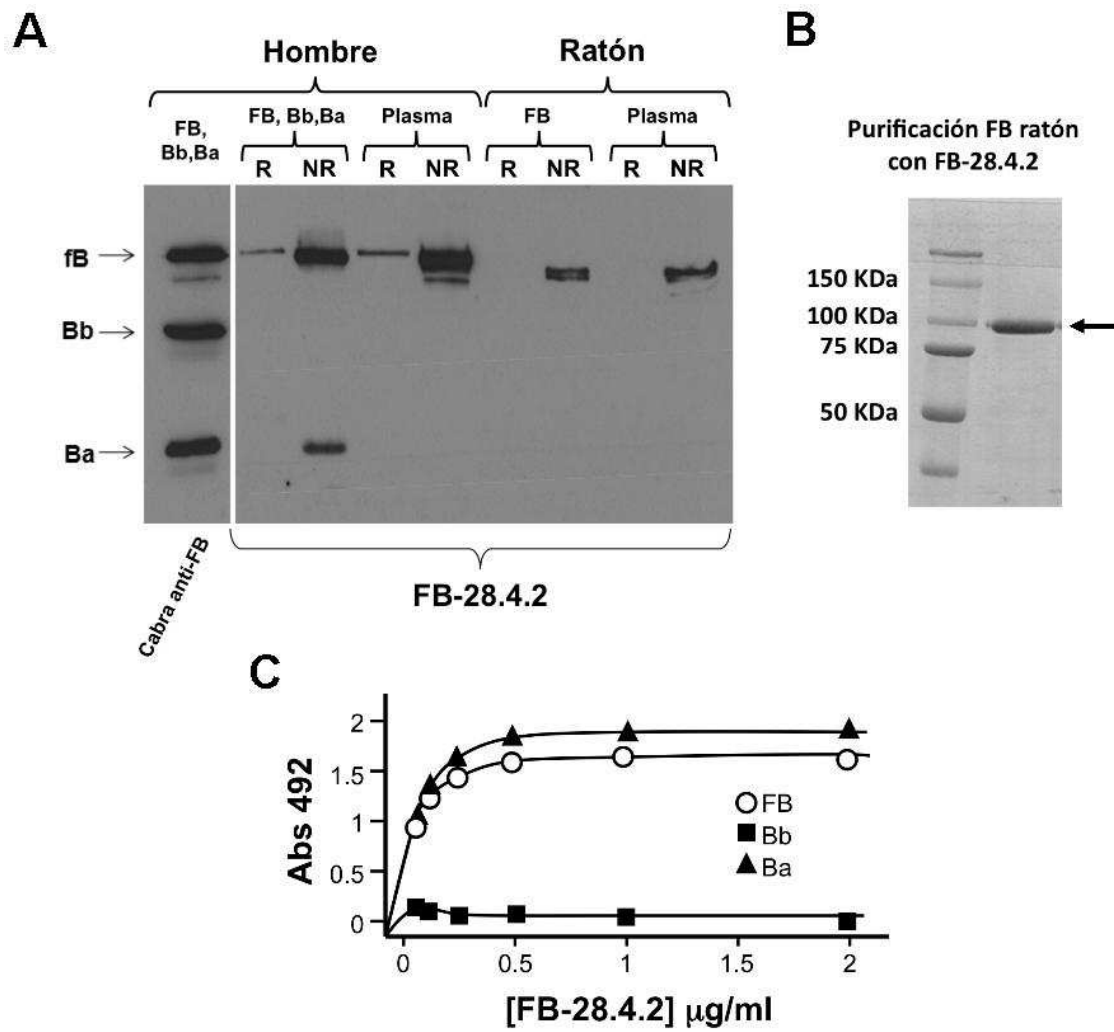 A
Hombre
Ratón
FB,
Bb,Ba
FB, Bb,Ba
Plasma
FB
Plasma
R
NR
R
NR
R
NR
R
NR
fB
Bb
Ba
Cabra anti-FB
FB-28.4.2
B
Purificación FB ratón
con FB-28.4.2
150 KDa
100 KDa
75 KDa
50 KDa
C
Abs 492
2
1.5
1
0.5
0
FB
Bb
Ba
0
0.5
1
2
[FB-28.4.2] µg/ml